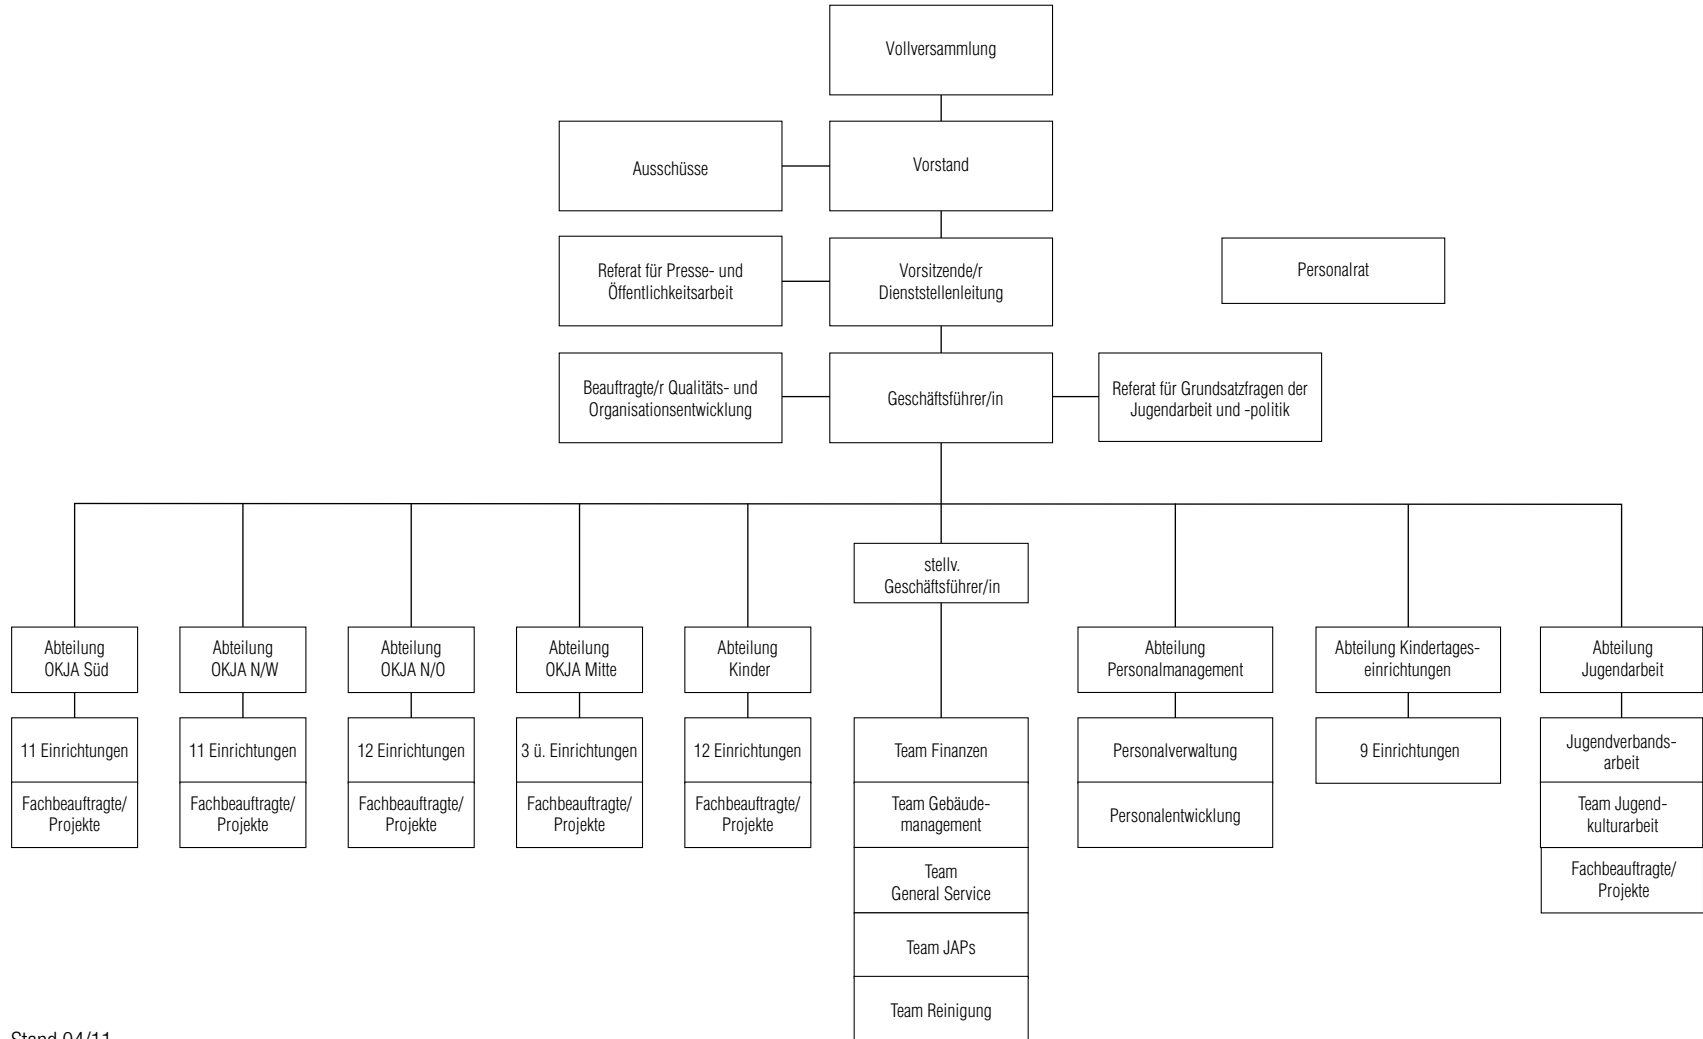 Vollversammlung
Ausschüsse
Vorstand
Referat für Presse- und
Öffentlichkeitsarbeit
Vorsitzende/r
Dienststellenleitung
Personalrat
Beauftragte/r Qualitäts- und
Organisationsentwicklung
Geschäftsführer/in
Referat für Grundsatzfragen der
Jugendarbeit und -politik
stellv.
Geschäftsführer/in
Abteilung
OKJA Süd
Abteilung
OKJA N/W
Abteilung
OKJA N/O
Abteilung
OKJA Mitte
Abteilung
Kinder
Abteilung
Personalmanagement
Abteilung Kindertages-
einrichtungen
Abteilung
Jugendarbeit
11 Einrichtungen
Fachbeauftragte/
Projekte
11 Einrichtungen
Fachbeauftragte/
Projekte
12 Einrichtungen
Fachbeauftragte/
Projekte
3 ü. Einrichtungen
Fachbeauftragte/
Projekte
12 Einrichtungen
Fachbeauftragte/
Projekte
Team Finanzen
Team Gebäude-
management
Team
General Service
Team JAPs
Team Reinigung
Personalverwaltung
Personalentwicklung
9 Einrichtungen
Jugendverbands-
arbeit
Team Jugend-
kulturarbeit
Fachbeauftragte/
Projekte
Stand 04/11